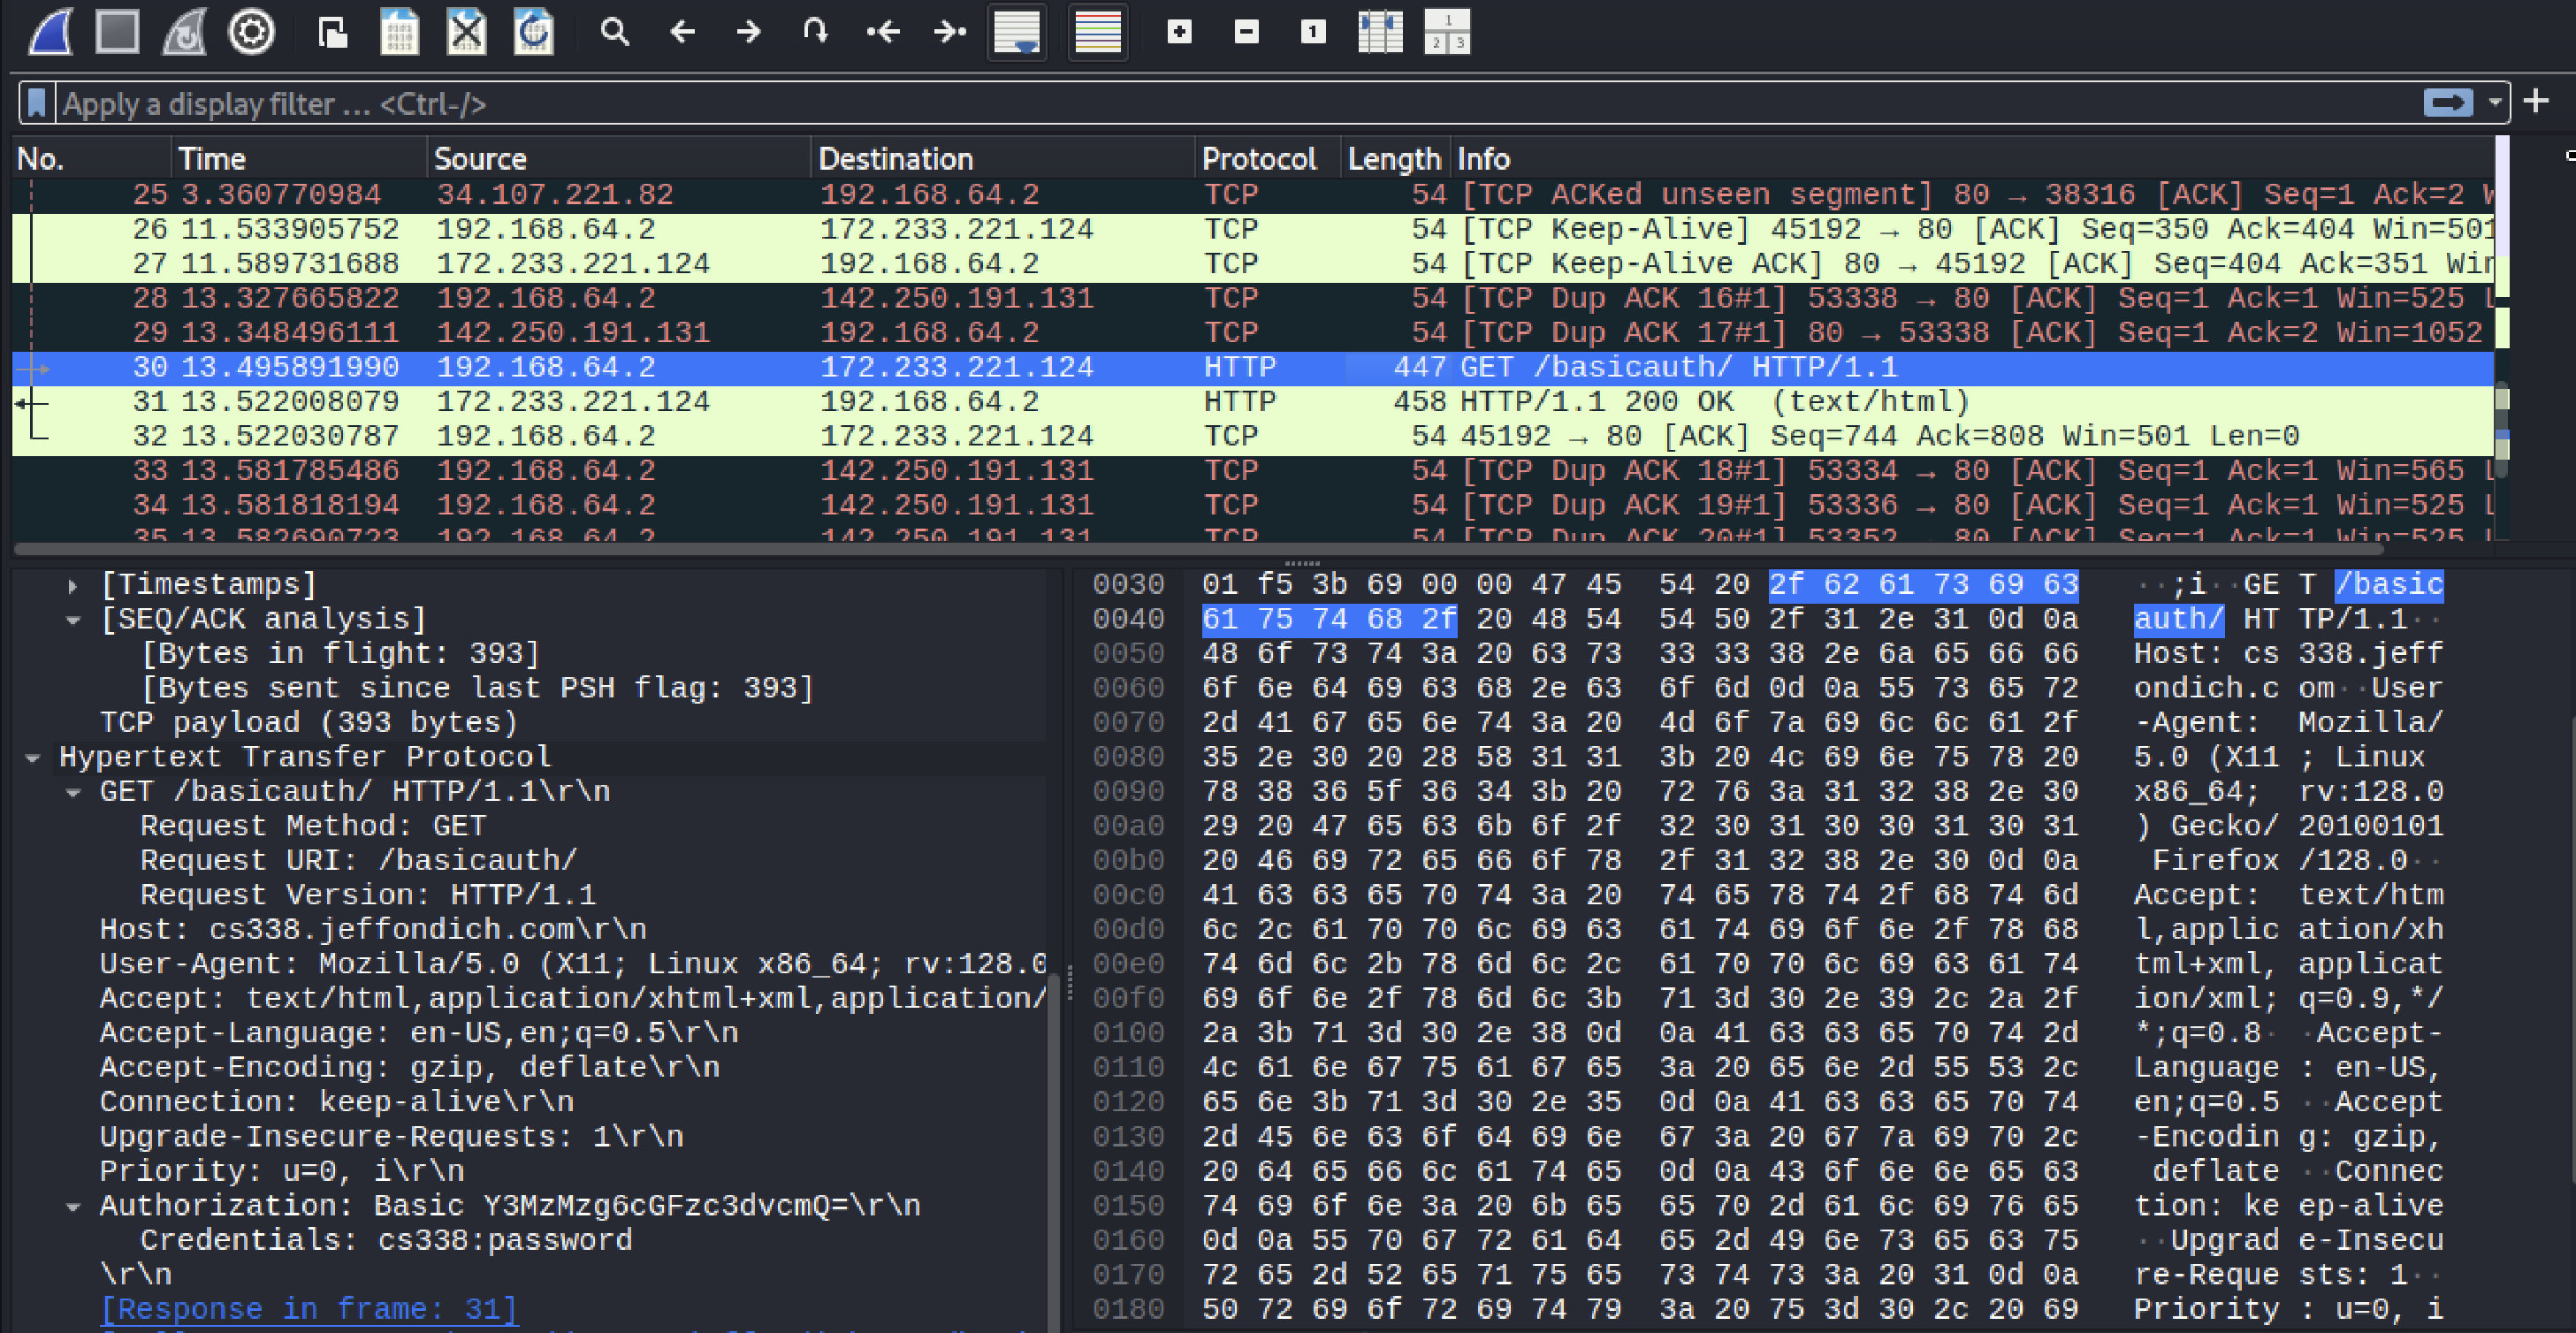 Apply a display filter ... <Ctrl-/>
No. Time Source Destination Protocol Length Info
25 3.360770984 34.107.221.82 192.168.64.2 TCP 54 [TCP ACKed unseen segment] 80 → 38316 [ACK] Seq=1 Ack=2
26 11.533905752 192.168.64.2 172.233.221.124 TCP 54 [TCP Keep-Alive] 45192 → 80 [ACK] Seq=350 Ack=404 Win=501
27 11.589731688 172.233.221.124 192.168.64.2 TCP 54 [TCP Keep-Alive ACK] 80 → 45192 [ACK] Seq=404 Ack=351 Win
28 13.327665822 192.168.64.2 142.250.191.131 TCP 54 [TCP Dup ACK 16#1] 53338 → 80 [ACK] Seq=1 Ack=1 Win=525
29 13.348496111 142.250.191.131 192.168.64.2 TCP 54 [TCP Dup ACK 17#1] 80 → 53338 [ACK] Seq=1 Ack=2 Win=1052
30 13.495891990 192.168.64.2 172.233.221.124 HTTP 447 GET /basicauth/ HTTP/1.1
31 13.522008079 172.233.221.124 192.168.64.2 HTTP 458 HTTP/1.1 200 OK (text/html)
32 13.522030787 192.168.64.2 172.233.221.124 TCP 54 45192 → 80 [ACK] Seq=744 Ack=808 Win=501 Len=0
33 13.581785486 192.168.64.2 142.250.191.131 TCP 54 [TCP Dup ACK 18#1] 53334 → 80 [ACK] Seq=1 Ack=1 Win=565
34 13.581818194 192.168.64.2 142.250.191.131 TCP 54 [TCP Dup ACK 19#1] 53336 → 80 [ACK] Seq=1 Ack=1 Win=525
35 13.582690723 192.168.64.2 142.250.191.131 TCP 54 [TCP Dup ACK 20#1] 53352 → 80 [ACK] Seq=1 Ack=1 Win=525
[Timestamps]
[SEQ/ACK analysis]
[Bytes in flight: 393]
[Bytes sent since last PSH flag: 393]
TCP payload (393 bytes)
Hypertext Transfer Protocol
GET /basicauth/ HTTP/1.1\r\n
Request Method: GET
Request URI: /basicauth/
Request Version: HTTP/1.1
Host: cs338.jeffondich.com\r\n
User-Agent: Mozilla/5.0 (X11; Linux x86_64; rv:128.0
Accept: text/html,application/xhtml+xml,application/
Accept-Language: en-US,en;q=0.5\r\n
Accept-Encoding: gzip, deflate\r\n
Connection: keep-alive\r\n
Upgrade-Insecure-Requests: 1\r\n
Priority: u=0, i\r\n
Authorization: Basic Y3MzMzg6cGFzc3dvcmQ=\r\n
Credentials: cs338:password
\r\n
[Response in frame: 31]
0030 01 f5 3b 69 00 00 47 45 54 20 2f 62 61 73 69 63 ··;i··GE T /basic
0040 61 75 74 68 2f 20 48 54 54 50 2f 31 2e 31 0d 0a auth/ HT TP/1.1··
0050 48 6f 73 74 3a 20 63 73 33 33 38 2e 6a 65 66 66 Host: cs 338.jeff
0060 6f 6e 64 69 63 68 2e 63 6f 6d 0d 0a 55 73 65 72 ondich.c om··User
0070 2d 41 67 65 6e 74 3a 20 4d 6f 7a 69 6c 6c 61 2f -Agent: Mozilla/
0080 35 2e 30 20 28 58 31 31 3b 20 4c 69 6e 75 78 20 5.0 (X11 ; Linux
0090 78 38 36 5f 36 34 3b 20 72 76 3a 31 32 38 2e 30 x86_64; rv:128.0
00a0 29 20 47 65 63 6b 6f 2f 32 30 31 30 30 31 30 31 ) Gecko/ 20100101
00b0 20 46 69 72 65 66 6f 78 2f 31 32 38 2e 30 0d 0a Firefox /128.0··
00c0 41 63 63 65 70 74 3a 20 74 65 78 74 2f 68 74 6d Accept: text/htm
00d0 6c 2c 61 70 70 6c 69 63 61 74 69 6f 6e 2f 78 68 l,applic ation/xh
00e0 74 6d 6c 2b 78 6d 6c 2c 61 70 70 6c 69 63 61 74 tml+xml, applicat
00f0 69 6f 6e 2f 78 6d 6c 3b 71 3d 30 2e 39 2c 2a 2f ion/xml; q=0.9,*/
0100 2a 3b 71 3d 30 2e 38 0d 0a 41 63 63 65 70 74 2d *;q=0.8· ·Accept-
0110 4c 61 6e 67 75 61 67 65 3a 20 65 6e 2d 55 53 2c Language : en-US,
0120 65 6e 3b 71 3d 30 2e 35 0d 0a 41 63 63 65 70 74 en;q=0.5 ··Accept
0130 2d 45 6e 63 6f 64 69 6e 67 3a 20 67 7a 69 70 2c -Encodin g: gzip,
0140 20 64 65 66 6c 61 74 65 0d 0a 43 6f 6e 6e 65 63 deflate ··Connec
0150 74 69 6f 6e 3a 20 6b 65 65 70 2d 61 6c 69 76 65 tion: ke ep-alive
0160 0d 0a 55 70 67 72 61 64 65 2d 49 6e 73 65 63 75 ··Upgrad e-Insecu
0170 72 65 2d 52 65 71 75 65 73 74 73 3a 20 31 0d 0a re-Reque sts: 1··
0180 50 72 69 6f 72 69 74 79 3a 20 75 3d 30 2c 20 69 Priority : u=0, i